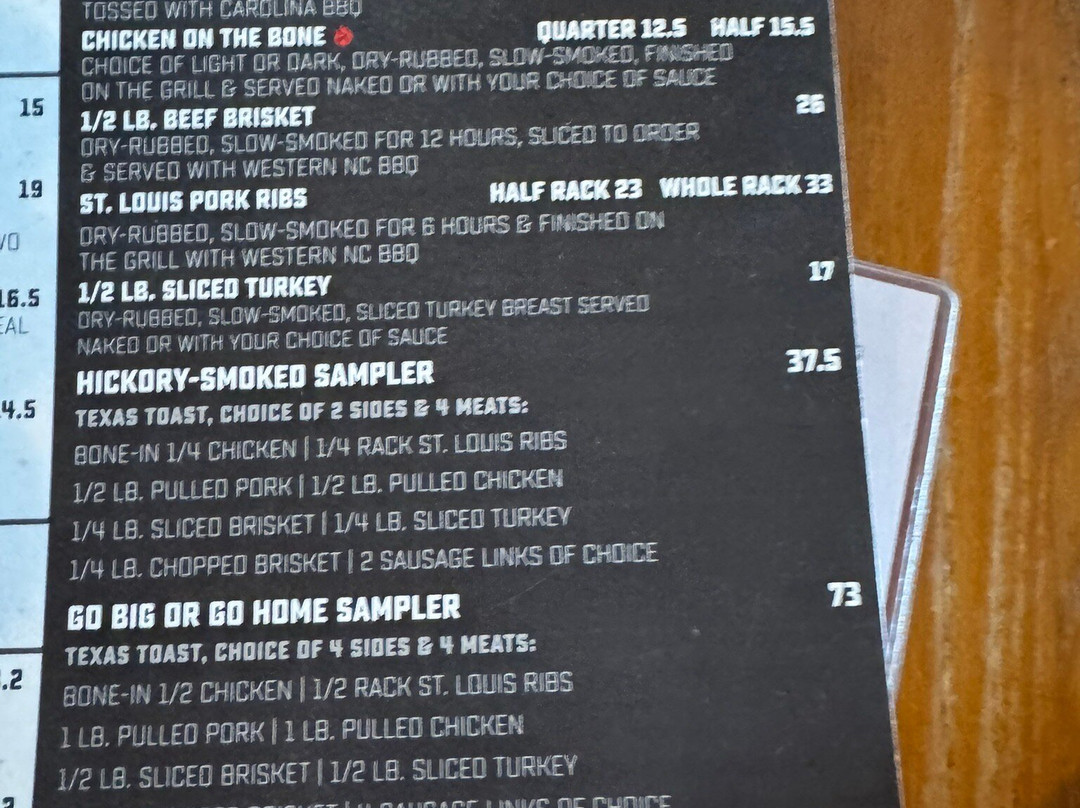 TOSSED WITH CAROLINA BBQ
CHICKEN ON THE BONE QUARTER 12.5 HALF 15.5
CHOICE OF LIGHT OR DARK, DRY-RUBBED, SLOW-SMOKED, FINISHED
ON THE GRILL & SERVED NAKED OR WITH YOUR CHOICE OF SAUCE
1/2 LB. BEEF BRISKET 26
DRY-RUBBED, SLOW-SMOKED FOR 12 HOURS, SLICED TO ORDER
& SERVED WITH WESTERN NC BBQ
ST. LOUIS PORK RIBS HALF RACK 23 WHOLE RACK 33
DRY-RUBBED, SLOW-SMOKED FOR 6 HOURS & FINISHED ON
THE GRILL WITH WESTERN NC BBQ
1/2 LB. SLICED TURKEY 17
DRY-RUBBED, SLOW-SMOKED, SLICED TURKEY BREAST SERVED
NAKED OR WITH YOUR CHOICE OF SAUCE
HICKORY-SMOKED SAMPLER 37.5
TEXAS TOAST, CHOICE OF 2 SIDES & 4 MEATS:
BONE-IN 1/4 CHICKEN | 1/4 RACK ST. LOUIS RIBS
1/2 LB. PULLED PORK | 1/2 LB. PULLED CHICKEN
1/4 LB. SLICED BRISKET | 1/4 LB. SLICED TURKEY
1/4 LB. CHOPPED BRISKET | 2 SAUSAGE LINKS OF CHOICE
GO BIG OR GO HOME SAMPLER 73
TEXAS TOAST, CHOICE OF 4 SIDES & 4 MEATS:
BONE-IN 1/2 CHICKEN | 1/2 RACK ST. LOUIS RIBS
1 LB. PULLED PORK | 1 LB. PULLED CHICKEN
1/2 LB. SLICED BRISKET | 1/2 LB. SLICED TURKEY
BRISKET | 4 SAUSAGE LINKS OF CHOICE
15
19
VO
16.5
EAL
4.5
.2